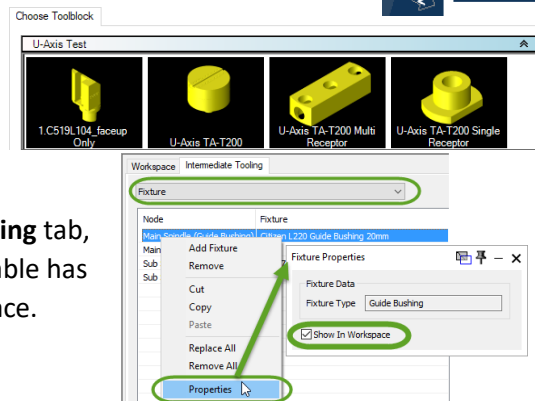 Choose Toolblock
U-Axis Test
1.C519L104_faceup
Only
U-Axis TA-T200
U-Axis TA-T200 Multi
Receptor
U-Axis TA-T200 Single
Receptor
ing tab,
able has
nce.
Workspace Intermediate Tooling
Fixture
Node Fixture
Main Spindle (Guide Bushing) Citizen L220 Guide Bushing 20mm
Main
Sub
Sub
Add Fixture
Remove
Cut
Copy
Paste
Replace All
Remove All
Properties
Fixture Properties
Fixture Data
Fixture Type Guide Bushing
Show In Workspace